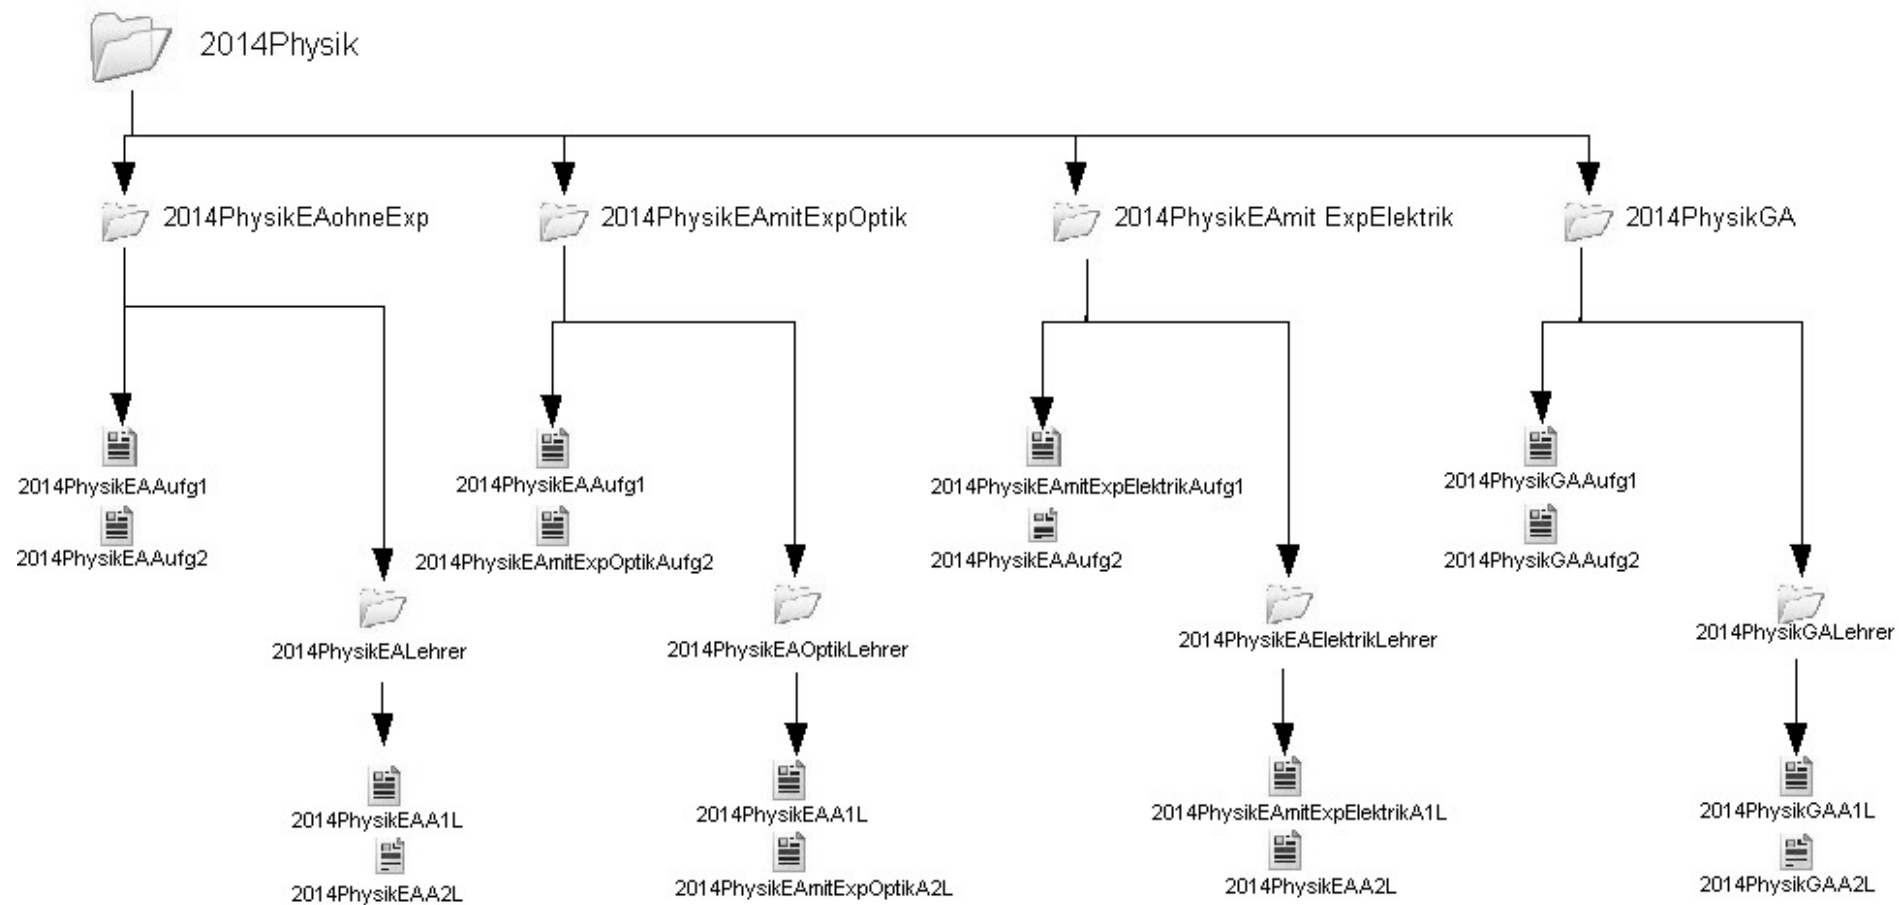 2014Physik
2014PhysikEAohneExp
2014PhysikEAmitExpOptik
2014PhysikEAmit ExpElektrik
2014PhysikGA
2014PhysikEAAufg1
2014PhysikEAAufg2
2014PhysikEAAufg1
2014PhysikEAmitExpOptikAufg2
2014PhysikEAmitExpElektrikAufg1
2014PhysikEAAufg2
2014PhysikGAAufg1
2014PhysikGAAufg2
2014PhysikEALehrer
2014PhysikEAOptikLehrer
2014PhysikEAElektrikLehrer
2014PhysikGALehrer
2014PhysikEAA1L
2014PhysikEAA2L
2014PhysikEAA1L
2014PhysikEAmitExpOptikA2L
2014PhysikEAmitExpElektrikA1L
2014PhysikEAA2L
2014PhysikGAA1L
2014PhysikGAA2L